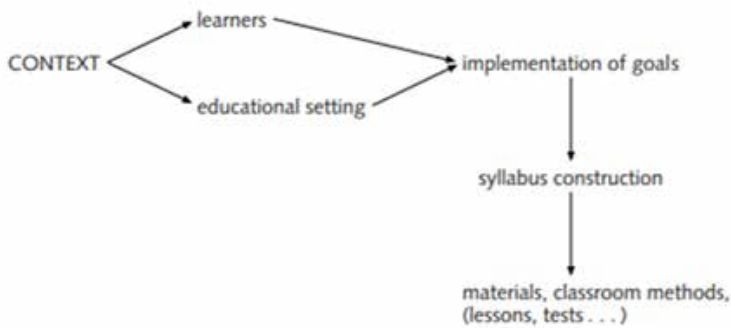 learners
CONTEXT
implementation of goals
educational setting
syllabus construction
materials, classroom methods,
(lessons, tests . . . )